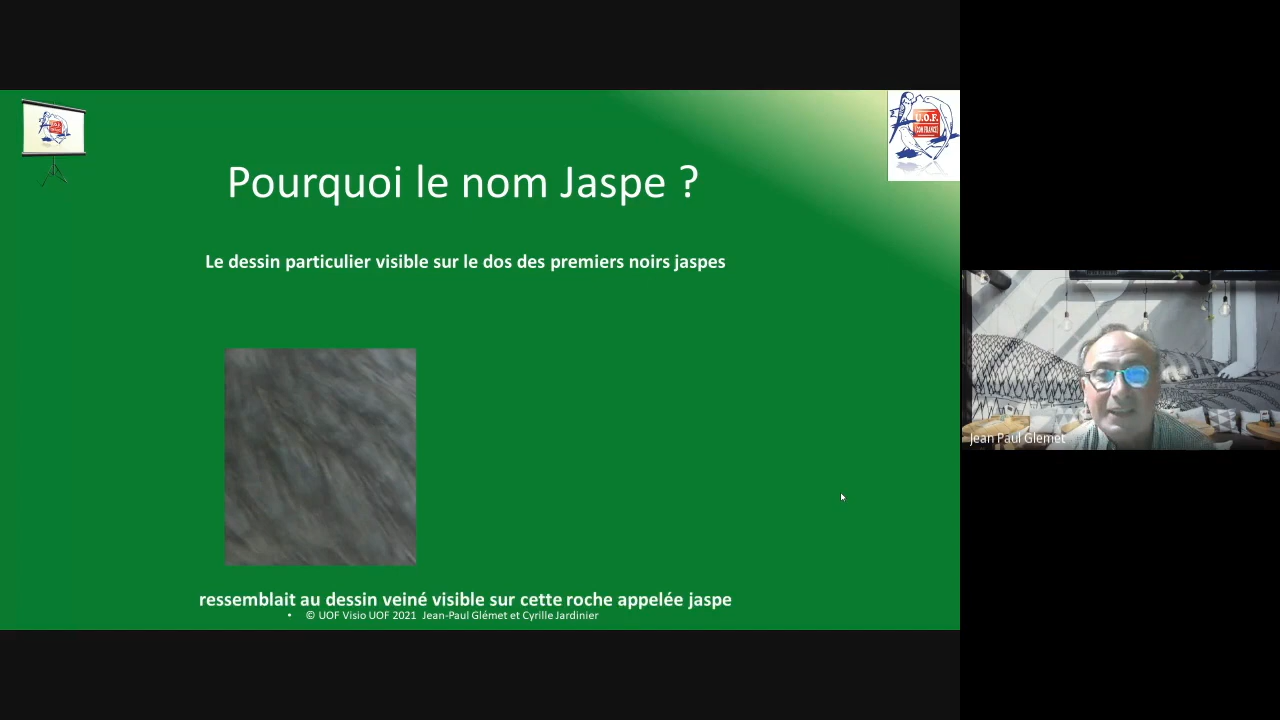 U.O.F.
COM FRANCE
Pourquoi le nom Jaspe ?
Le dessin particulier visible sur le dos des premiers noirs jaspes
Jean Paul Glemet
ressemblait au dessin veiné visible sur cette roche appelée jaspe
• © UOF Visio UOF 2021 Jean-Paul Glémet et Cyrille Jardinier